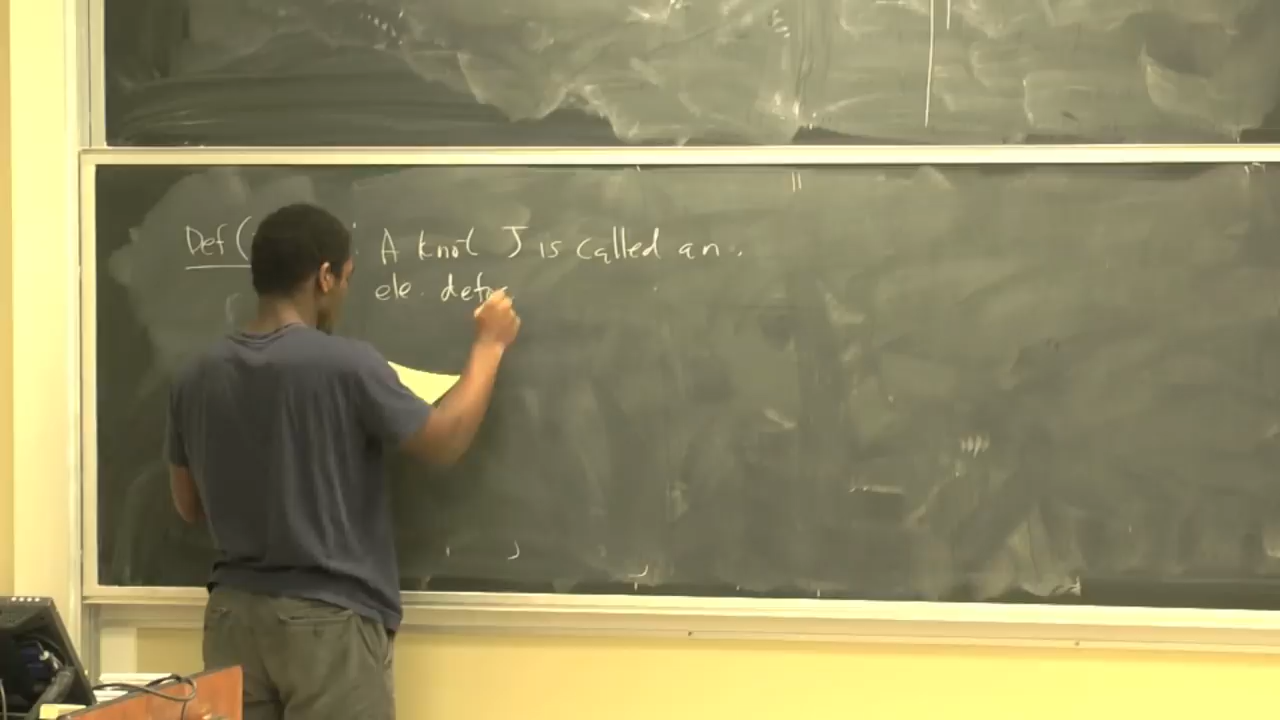 Def ( : A knot J is called an
ele. defo